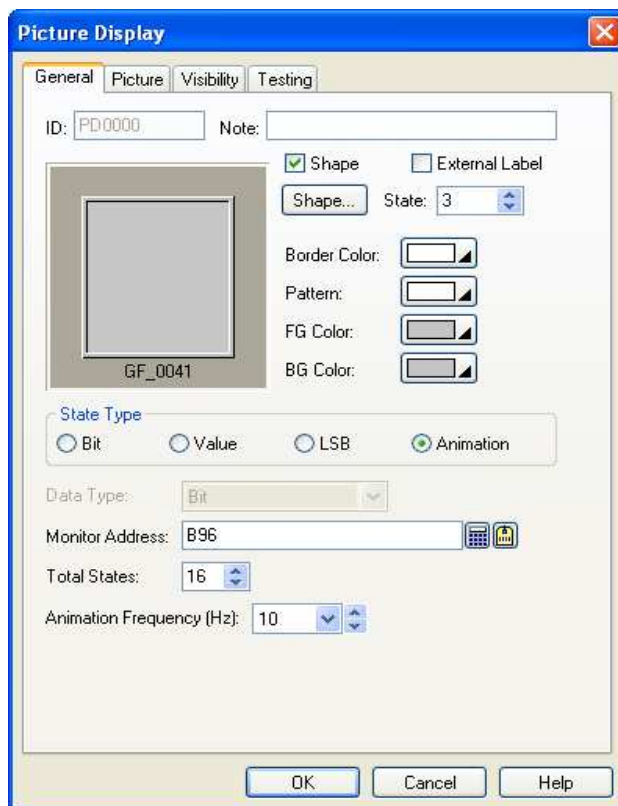 Picture Display
General Picture Visibility Testing
ID: PD0000 Note:
Shape External Label
Shape... State: 3
Border Color:
Pattern:
FG Color:
GF_0041 BG Color:
State Type
Bit Value LSB Animation
Data Type: Bit
Monitor Address: B96
Total States: 16
Animation Frequency (Hz): 10
OK Cancel Help